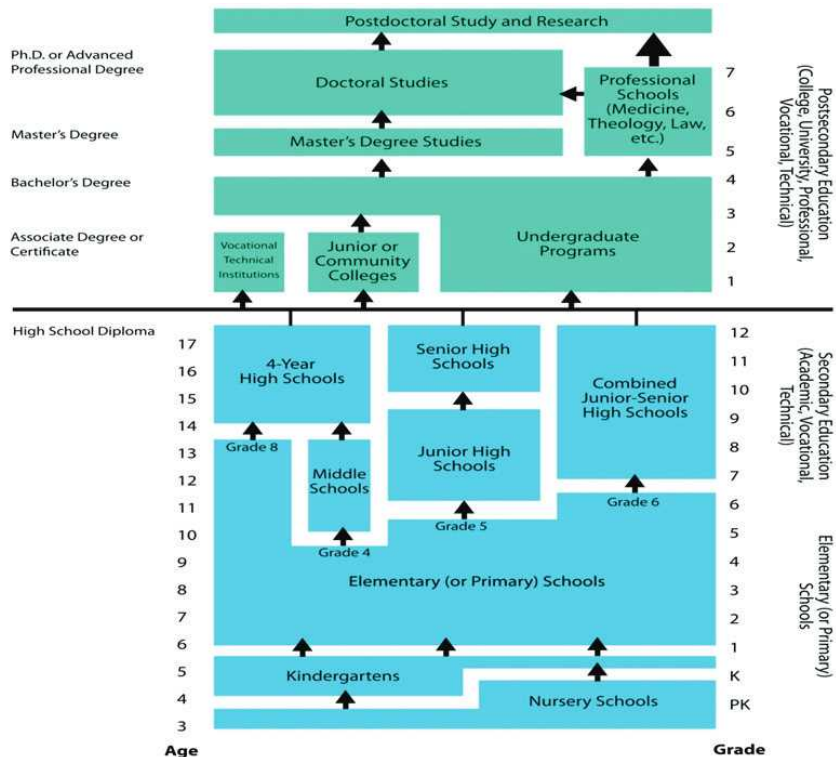 Postdoctoral Study and Research
Ph.D. or Advanced
Professional Degree
Doctoral Studies
Professional
Schools
(Medicine,
Theology, Law,
etc.)
7
6
Master's Degree
Master's Degree Studies
5
Bachelor's Degree
4
3
Associate Degree or
Certificate
Vocational
Technical
Institutions
Junior or
Community
Colleges
Undergraduate
Programs
2
1
Postsecondary Education
(College, University, Professional,
Vocational, Technical)
High School Diploma
17
16
15
14
13
12
11
10
9
8
7
6
5
4
3
Age
4-Year
High Schools
Senior High
Schools
Combined
Junior-Senior
High Schools
Grade 8
Middle
Schools
Junior High
Schools
Grade 4
Grade 5
Grade 6
Elementary (or Primary) Schools
Kindergartens
Nursery Schools
12
11
10
9
8
7
6
5
4
3
2
1
K
PK
Grade
Secondary Education
(Academic, Vocational,
Technical)
Elementary (or Primary)
Schools